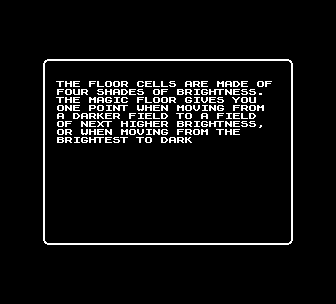 THE FLOOR CELLS ARE MADE OF
FOUR SHADES OF BRIGHTNESS.
THE MAGIC FLOOR GIVES YOU
ONE POINT WHEN MOVING FROM
A DARKER FIELD TO A FIELD
OF NEXT HIGHER BRIGHTNESS,
OR WHEN MOVING FROM THE
BRIGHTEST TO DARK